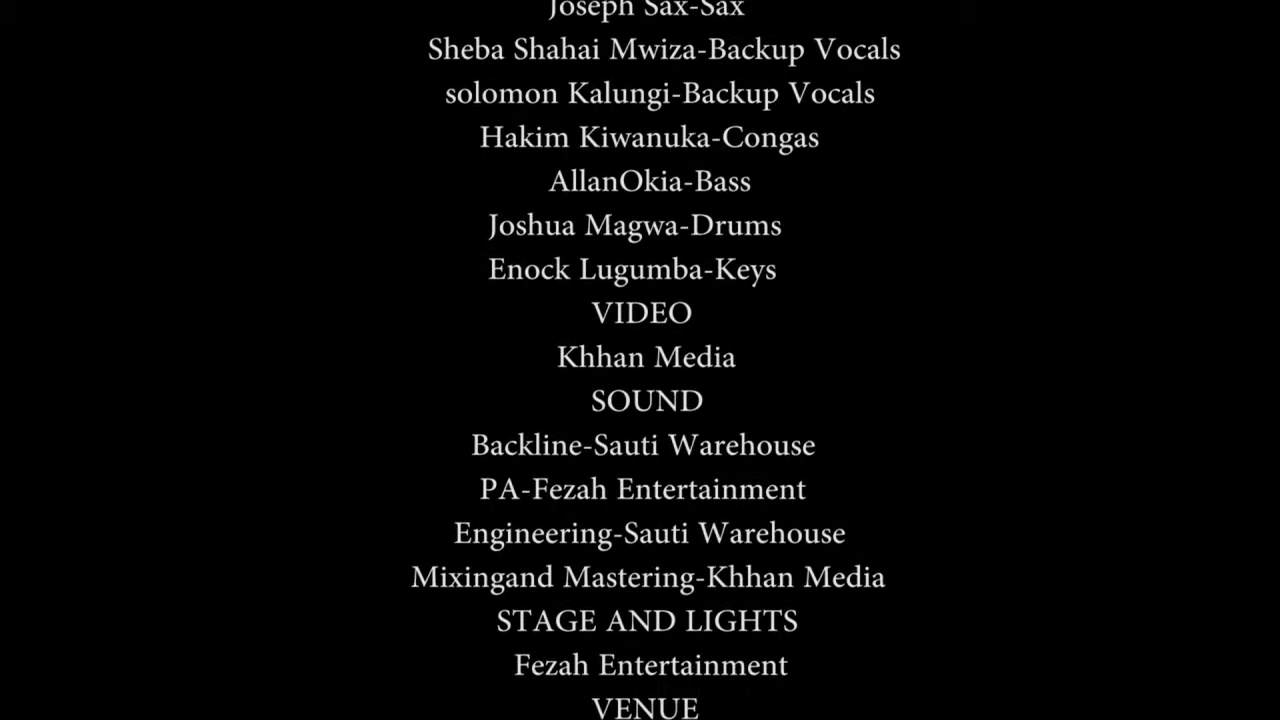 Joseph Sax-Sax
Sheba Shahai Mwiza-Backup Vocals
solomon Kalungi-Backup Vocals
Hakim Kiwanuka-Congas
AllanOkia-Bass
Joshua Magwa-Drums
Enock Lugumba-Keys
VIDEO
Khhan Media
SOUND
Backline-Sauti Warehouse
PA-Fezah Entertainment
Engineering-Sauti Warehouse
Mixingand Mastering-Khhan Media
STAGE AND LIGHTS
Fezah Entertainment
VENUE